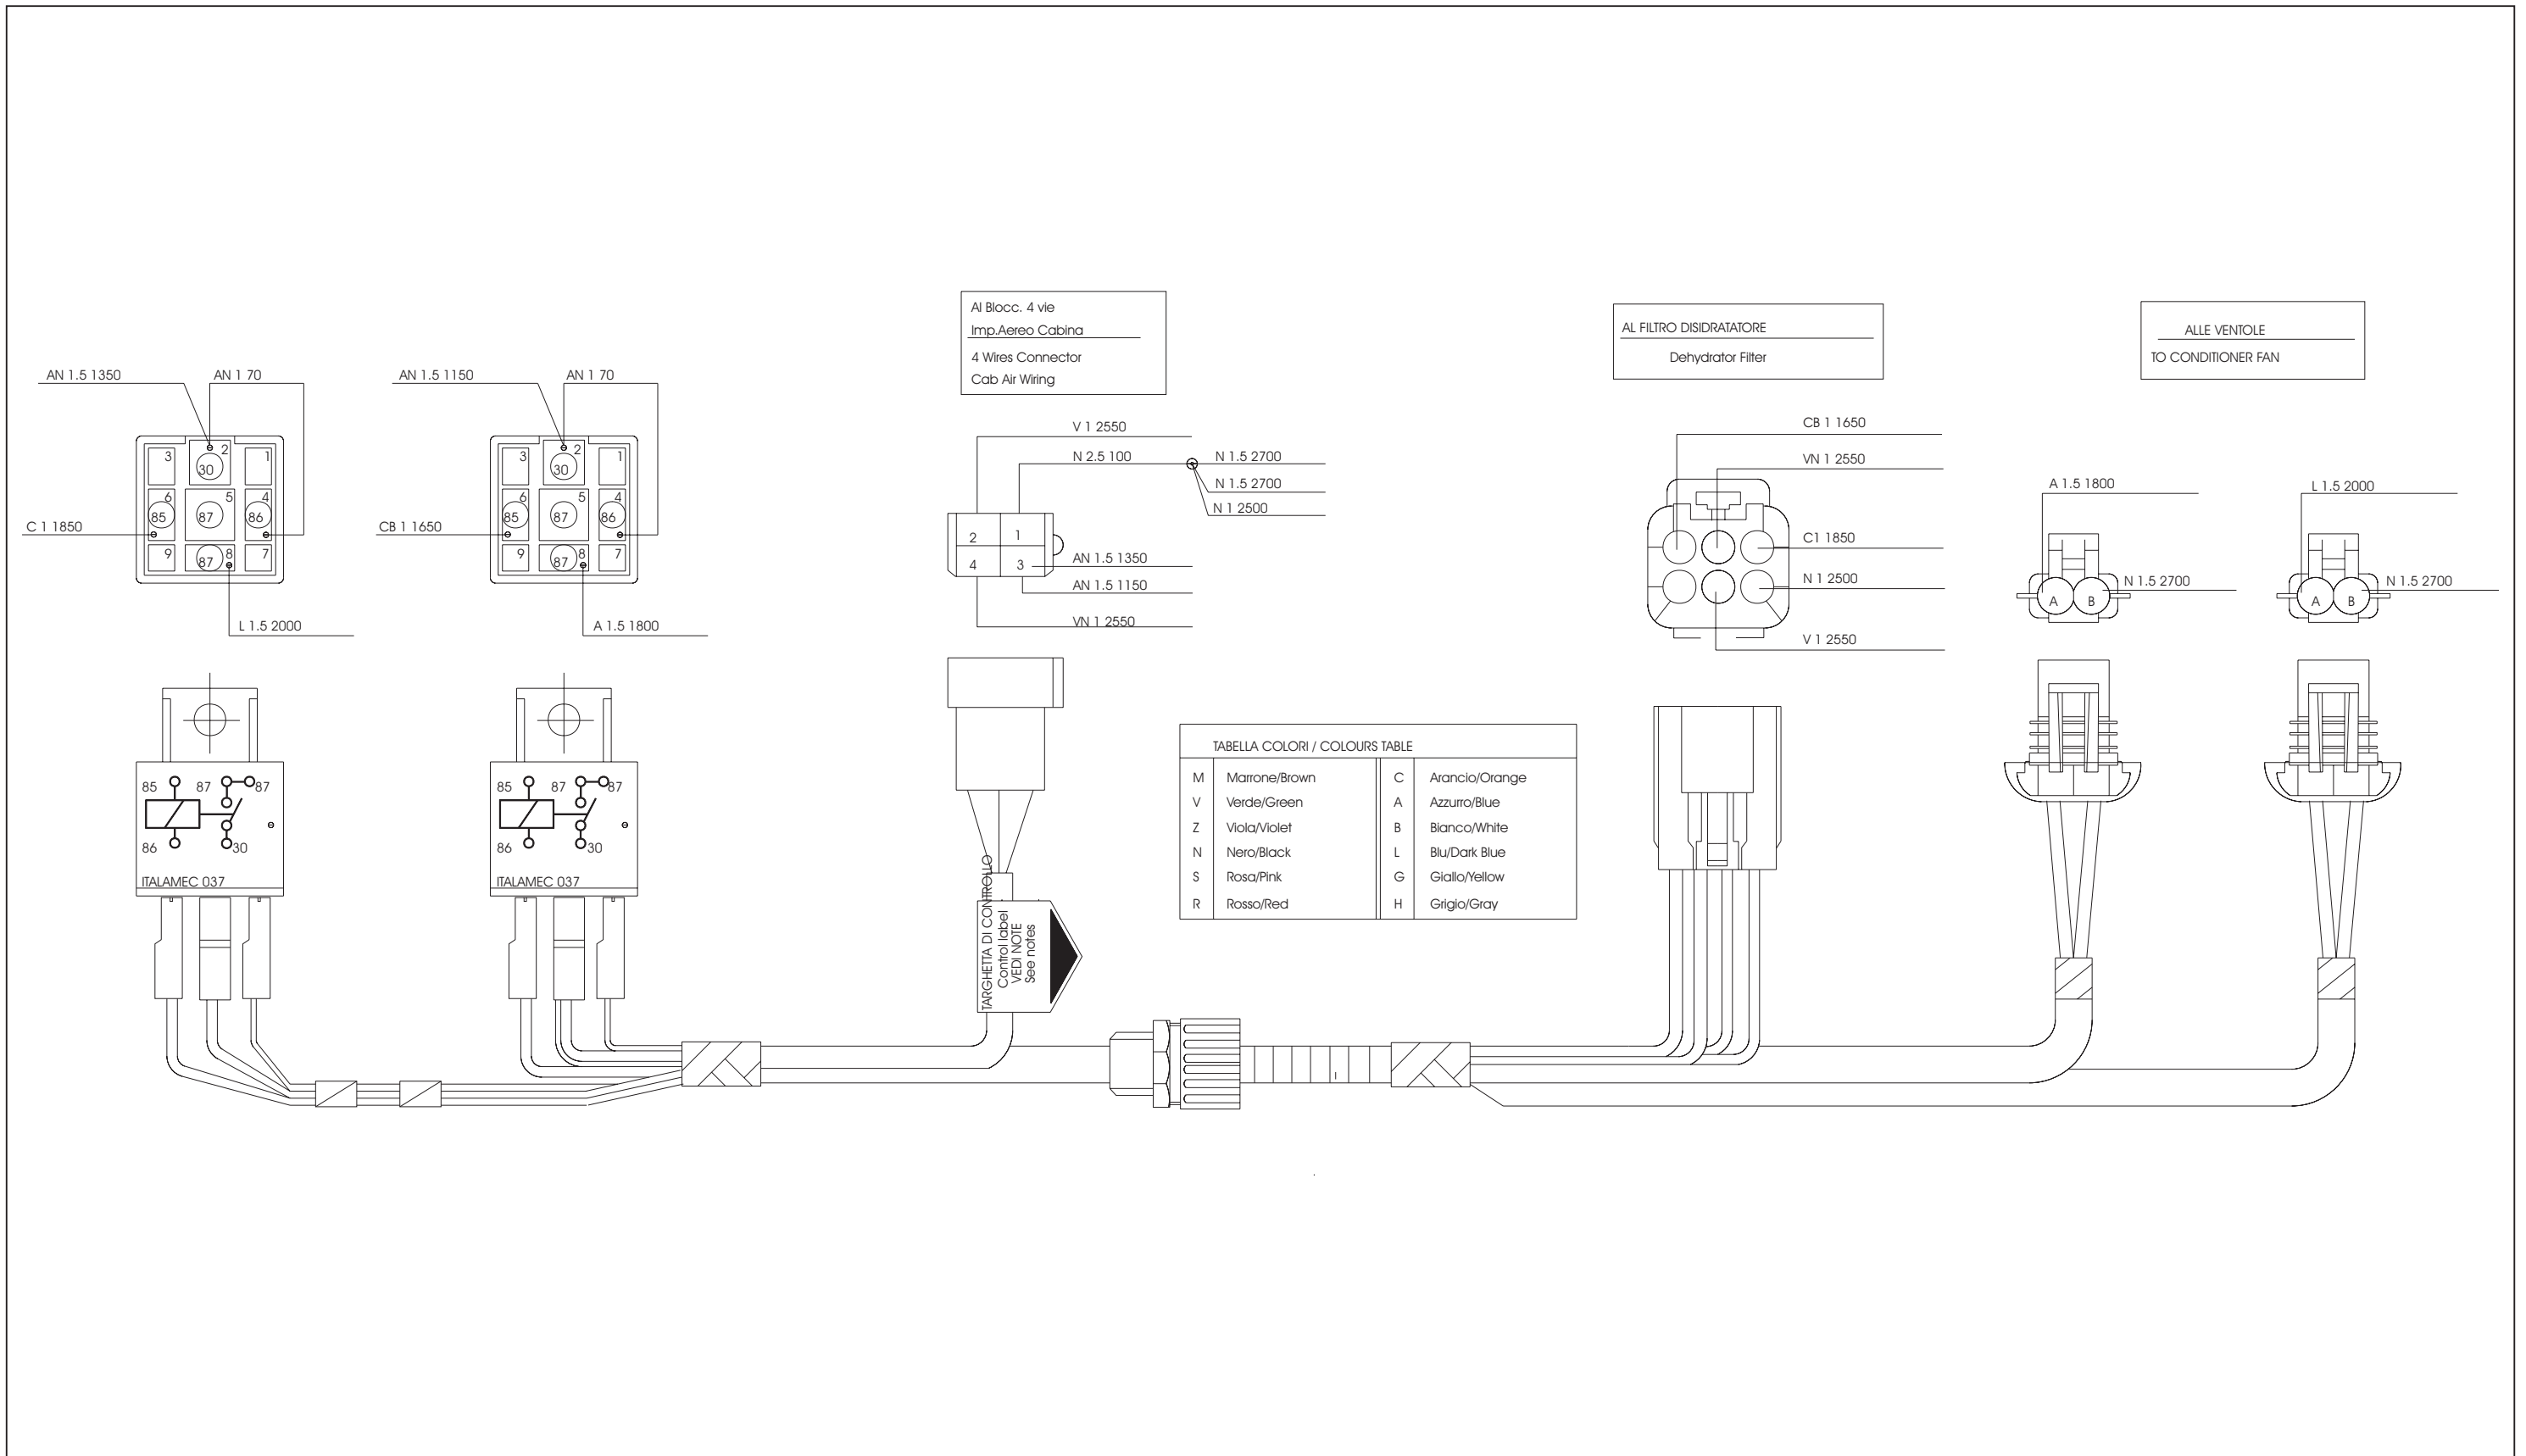 Al Blocc. 4 vie
Imp.Aereo Cabina
4 Wires Connector
Cab Air Wiring
AL FILTRO DISIDRATATORE
Dehydrator Filter
ALLE VENTOLE
TO CONDITIONER FAN
AN 1.5 1350
AN 1 70
3
2
1
30
6
5
4
85
87
86
9
8
7
87
C 1 1850
L 1.5 2000
AN 1.5 1150
AN 1 70
3
2
1
30
6
5
4
85
87
86
9
8
7
87
CB 1 1650
A 1.5 1800
V 1 2550
N 2.5 100
N 1.5 2700
N 1.5 2700
N 1 2500
2
1
4
3
AN 1.5 1350
AN 1.5 1150
VN 1 2550
CB 1 1650
VN 1 2550
C1 1850
N 1 2500
V 1 2550
A 1.5 1800
N 1.5 2700
A
B
L 1.5 2000
N 1.5 2700
A
B
85
87
87
86
30
ITALAMEC 037
85
87
87
86
30
ITALAMEC 037
TARGHETTA DI CONTROLLO
Control label
VEDI NOTE
See notes
TABELLA COLORI / COLOURS TABLE
M Marrone/Brown C Arancio/Orange
V Verde/Green A Azzurro/Blue
Z Viola/Violet B Bianco/White
N Nero/Black L Blu/Dark Blue
S Rosa/Pink G Giallo/Yellow
R Rosso/Red H Grigio/Gray